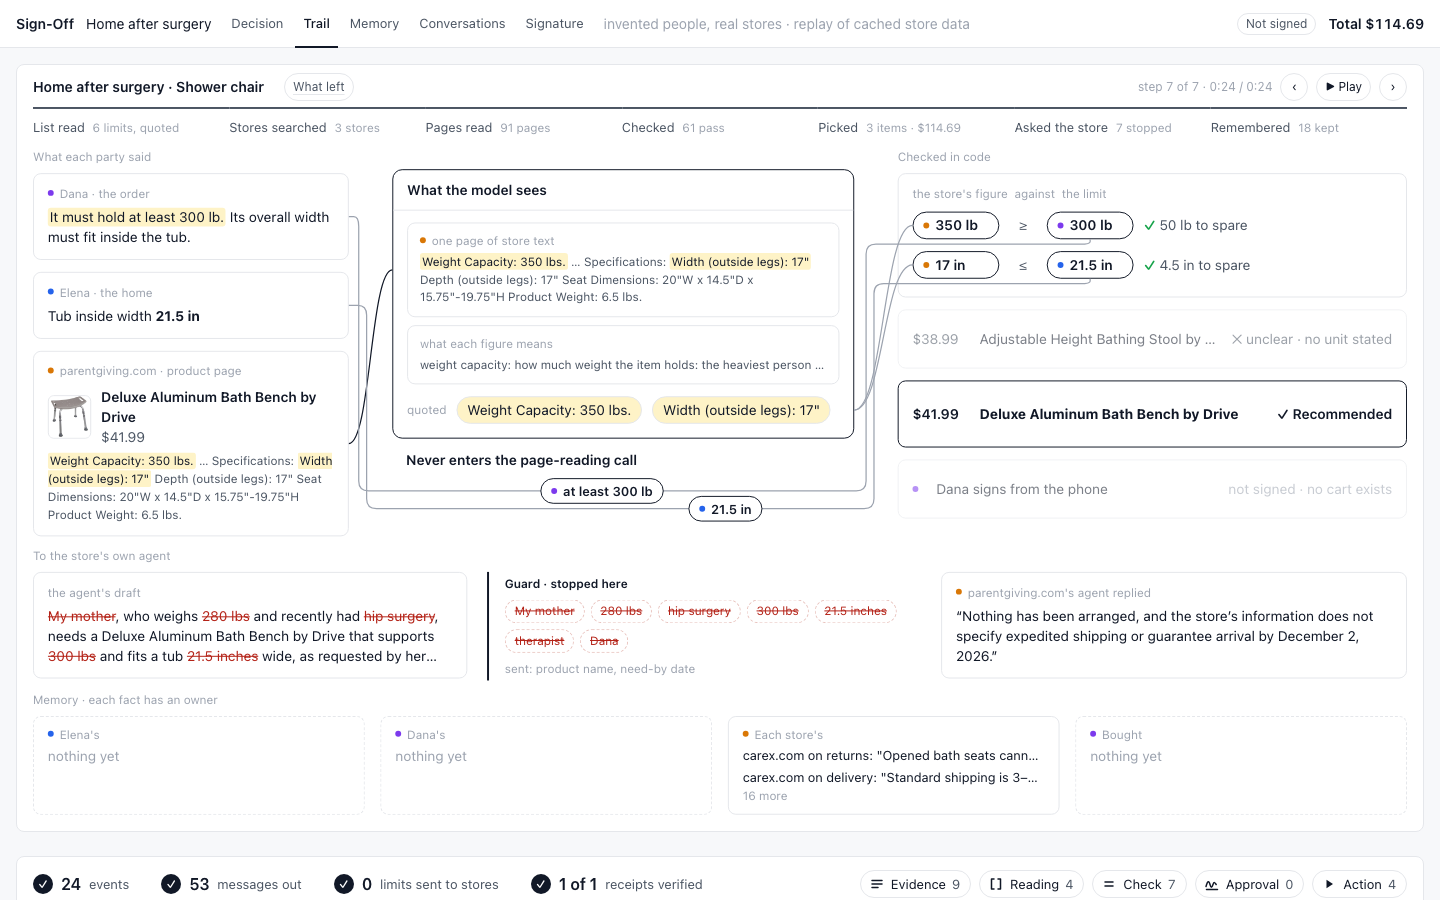 Sign-Off Home after surgery Decision Trail Memory Conversations Signature invented people, real stores · replay of cached store data Not signed Total $114.69
Home after surgery · Shower chair What left step 7 of 7 · 0:24 / 0:24 ‹ Play ›
List read 6 limits, quoted Stores searched 3 stores Pages read 91 pages Checked 61 pass Picked 3 items · $114.69 Asked the store 7 stopped Remembered 18 kept
What each party said
Dana · the order
It must hold at least 300 lb. Its overall width
must fit inside the tub.
Elena · the home
Tub inside width 21.5 in
parentgiving.com · product page
Deluxe Aluminum Bath Bench by
Drive
$41.99
Weight Capacity: 350 lbs. ... Specifications: Width
(outside legs): 17" Depth (outside legs): 17" Seat
Dimensions: 20"W x 14.5"D x 15.75"-19.75"H
Product Weight: 6.5 lbs.
What the model sees
one page of store text
Weight Capacity: 350 lbs. ... Specifications: Width (outside legs): 17"
Depth (outside legs): 17" Seat Dimensions: 20"W x 14.5"D x
15.75"-19.75"H Product Weight: 6.5 lbs.
what each figure means
weight capacity: how much weight the item holds: the heaviest person ...
quoted Weight Capacity: 350 lbs. Width (outside legs): 17"
Never enters the page-reading call
at least 300 lb
21.5 in
Checked in code
the store's figure against the limit
350 lb ≥ 300 lb ✓ 50 lb to spare
17 in ≤ 21.5 in ✓ 4.5 in to spare
$38.99 Adjustable Height Bathing Stool by ... ✕ unclear · no unit stated
$41.99 Deluxe Aluminum Bath Bench by Drive ✓ Recommended
Dana signs from the phone not signed · no cart exists
To the store's own agent
the agent's draft
My mother, who weighs 280 lbs and recently had hip surgery,
needs a Deluxe Aluminum Bath Bench by Drive that supports
300 lbs and fits a tub 21.5 inches wide, as requested by her...
Guard · stopped here
My mother 280 lbs hip surgery 300 lbs 21.5 inches
therapist Dana
sent: product name, need-by date
parentgiving.com's agent replied
“Nothing has been arranged, and the store’s information does not
specify expedited shipping or guarantee arrival by December 2,
2026.”
Memory · each fact has an owner
Elena's
nothing yet
Dana's
nothing yet
Each store's
carex.com on returns: "Opened bath seats cann...
carex.com on delivery: "Standard shipping is 3–...
16 more
Bought
nothing yet
24 events 53 messages out 0 limits sent to stores 1 of 1 receipts verified Evidence 9 Reading 4 Check 7 Approval 0 Action 4